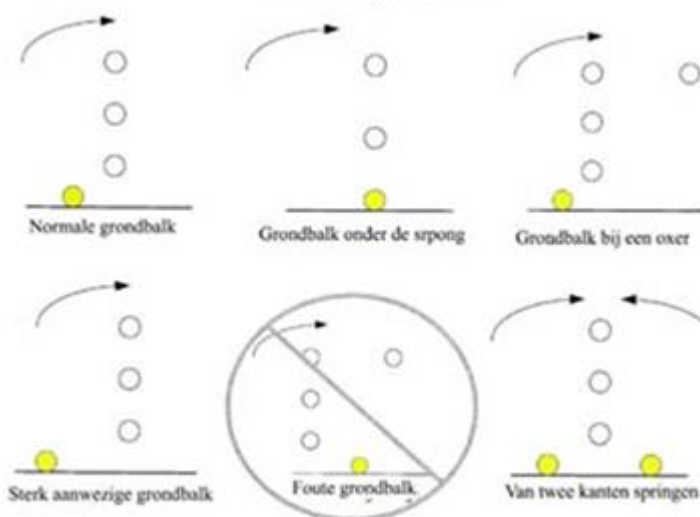 Normale grondbalk
Grondbalk onder de srpong
Grondbalk bij een oxer
Sterk aanwezige grondbalk
Foute grondbalk
Van twee kanten springen